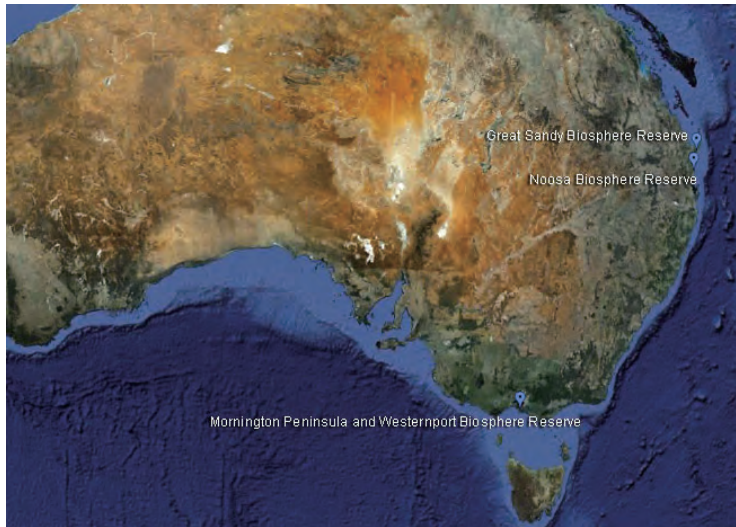 Great Sandy Biosphere Reserve
Noosa Biosphere Reserve
Mornington Peninsula and Westernport Biosphere Reserve